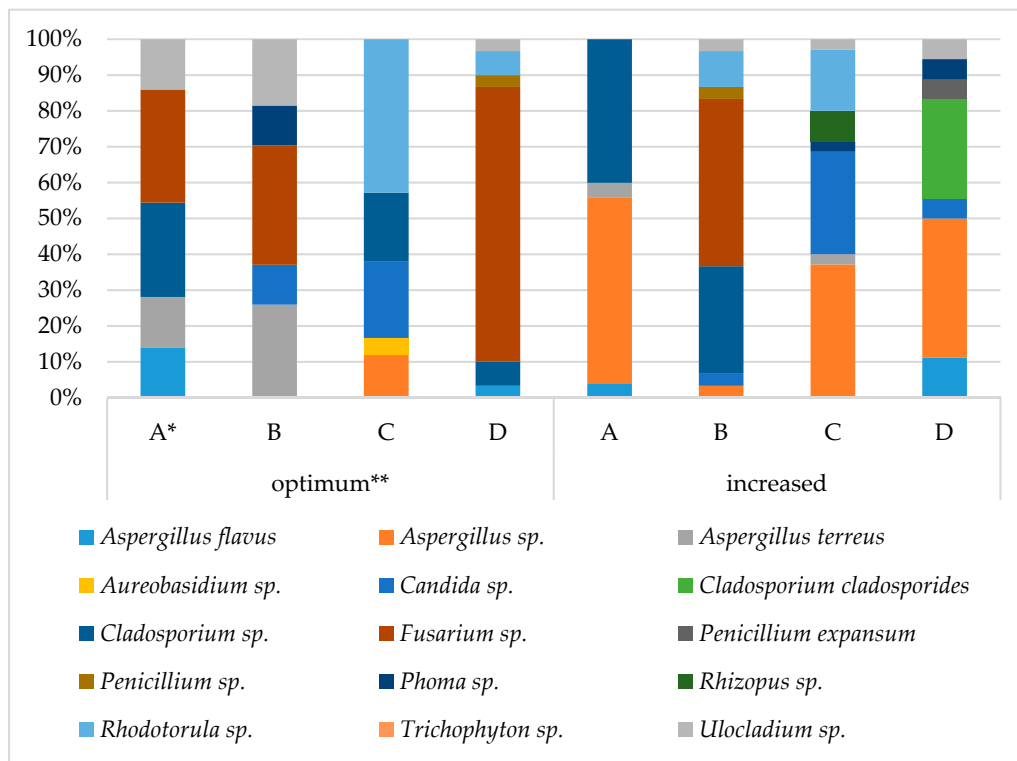 100%
90%
80%
70%
60%
50%
40%
30%
20%
10%
0%
A* B C D A B C D
optimum** increased
Aspergillus flavus Aspergillus sp. Aspergillus terreus
Aureobasidium sp. Candida sp. Cladosporium cladosporides
Cladosporium sp. Fusarium sp. Penicillium expansum
Penicillium sp. Phoma sp. Rhizopus sp.
Rhodotorula sp. Trichophyton sp. Ulocladium sp.